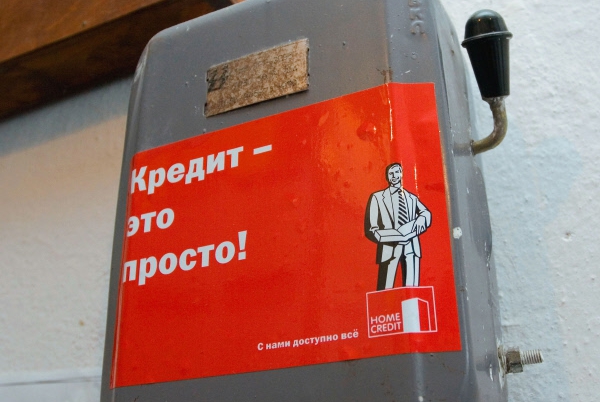 Кредит –
это
просто!
HOME
CREDIT
С нами доступно всё